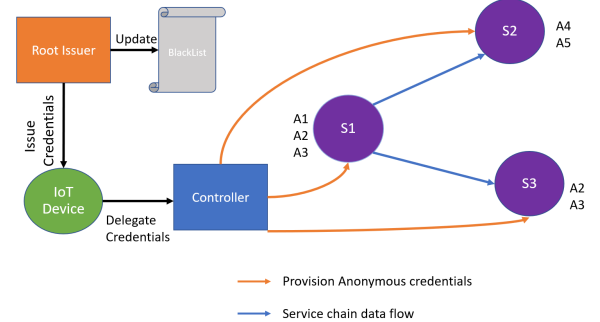 Root Issuer
Update
BlackList
Issue
Credentials
IoT
Device
Delegate
Credentials
Controller
S1
A1
A2
A3
S2
A4
A5
S3
A2
A3
Provision Anonymous credentials
Service chain data flow